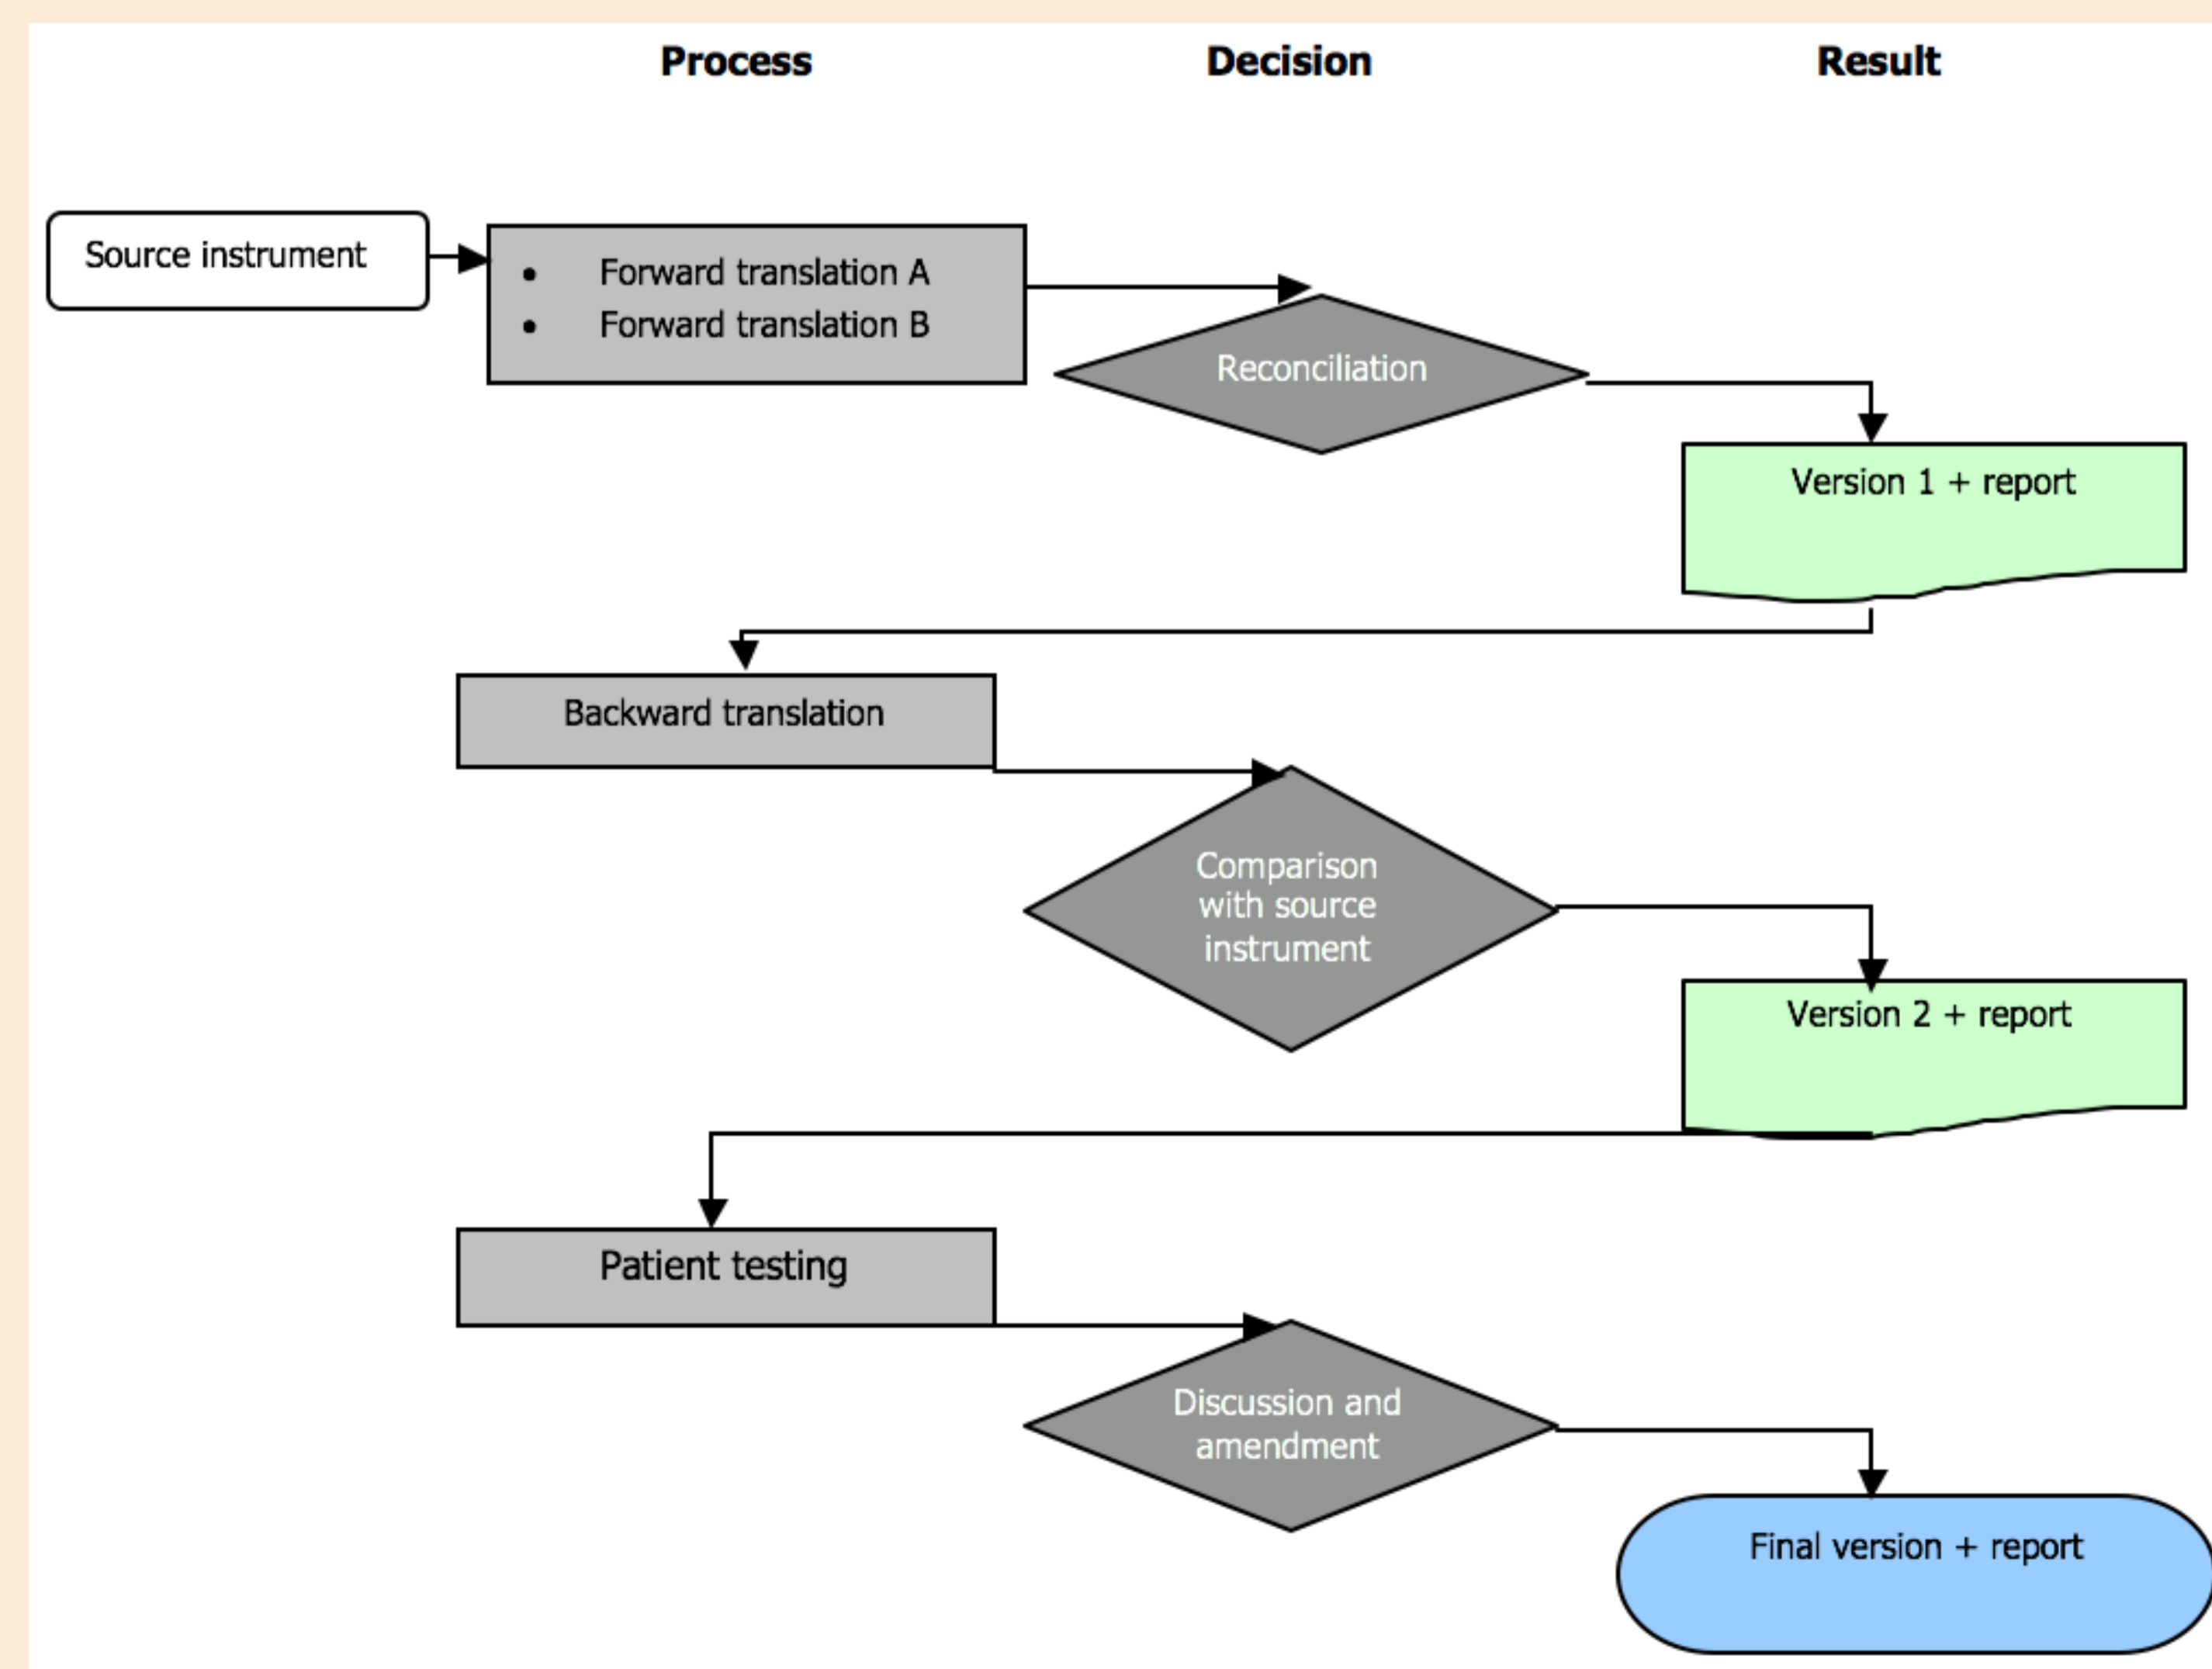 Process Decision Result
Source instrument
• Forward translation A
• Forward translation B
Reconciliation
Version 1 + report
Backward translation
Comparison
with source
instrument
Version 2 + report
Patient testing
Discussion and
amendment
Final version + report